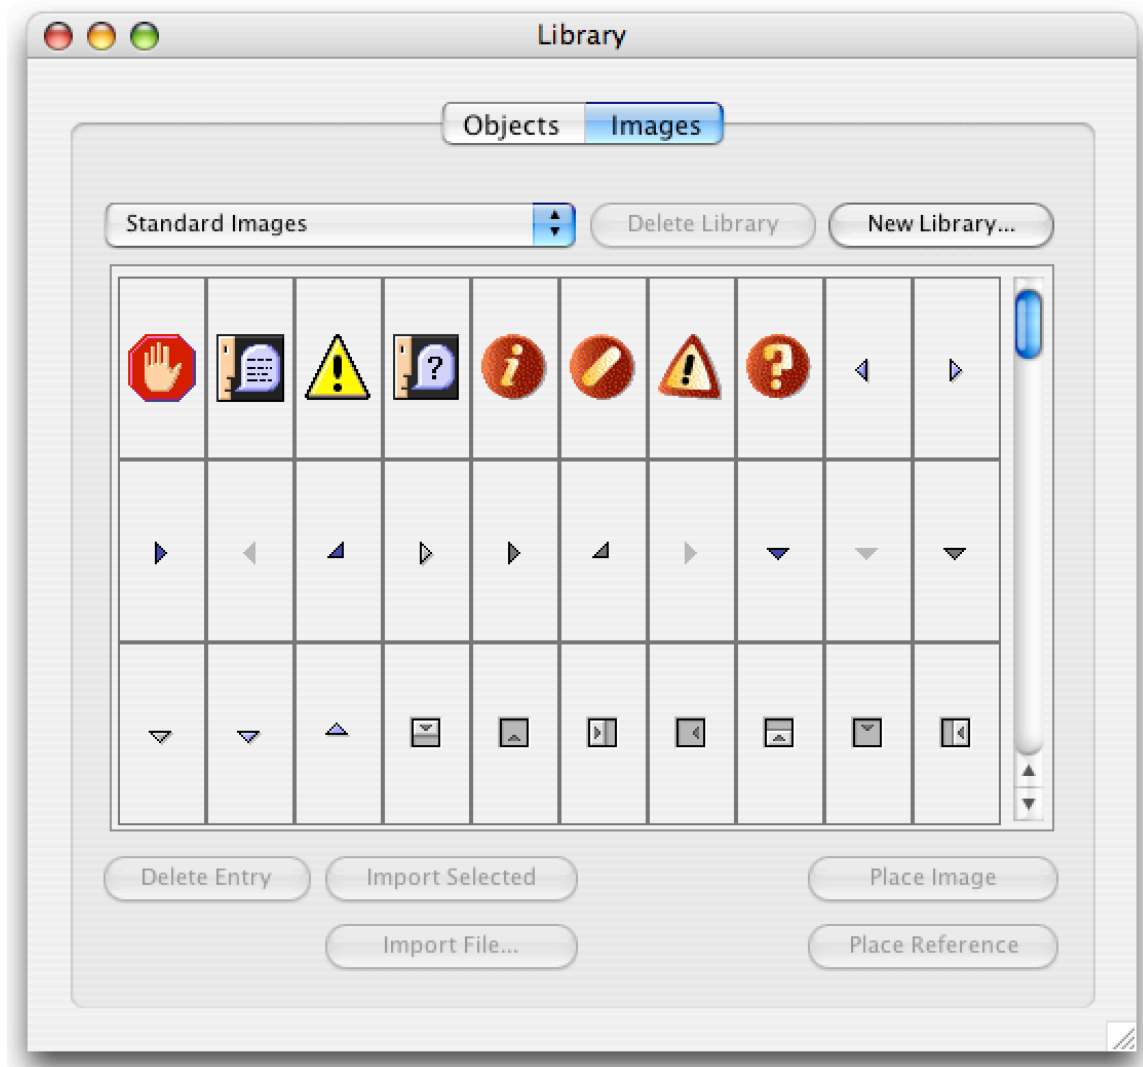 Library
Objects Images
Standard Images Delete Library New Library...
Delete Entry Import Selected Place Image
Import File... Place Reference